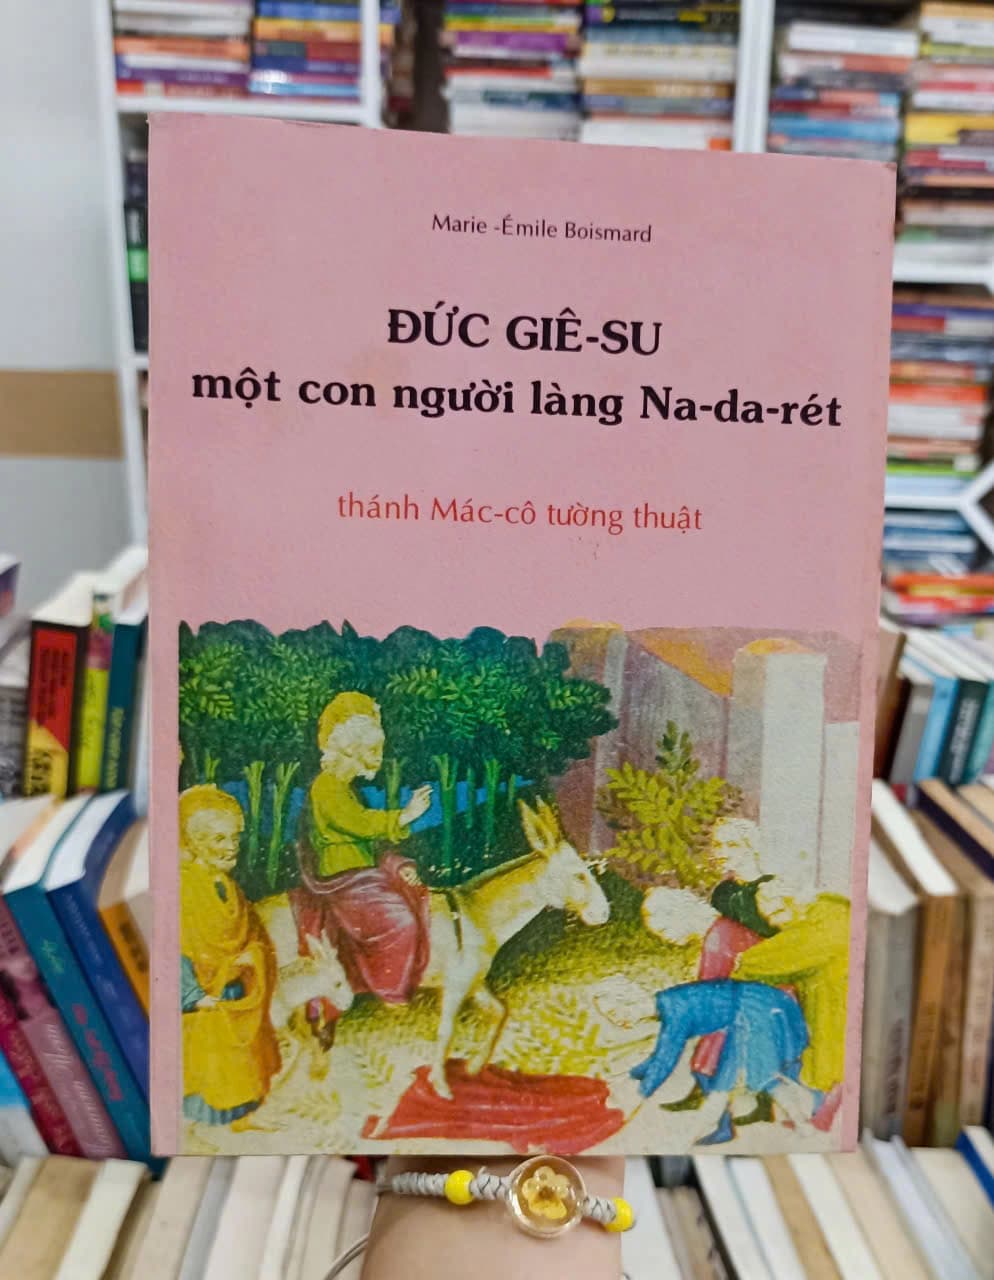 Marie -Émile Boismard
ĐỨC GIÊ-SU
một con người làng Na-da-rét
thánh Mác-cô tường thuật